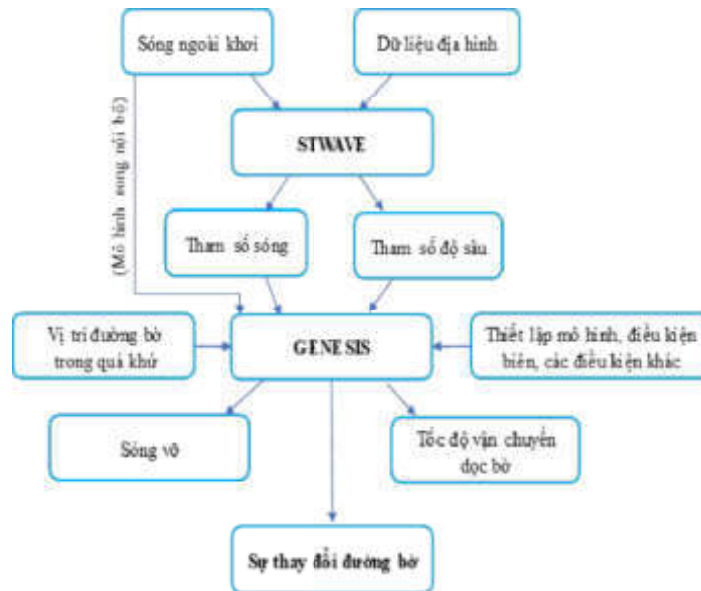 Sóng ngoài khơi
Dữ liệu địa hình
(Mô hình song nội bộ)
STWAVE
Tham số sóng
Tham số độ sâu
Vị trí đường bờ
trong quá khứ
GENESIS
Thiết lập mô hình, điều kiện
biên, các điều kiện khác
Sóng vỡ
Tốc độ vận chuyển
dọc bờ
Sự thay đổi đường bờ